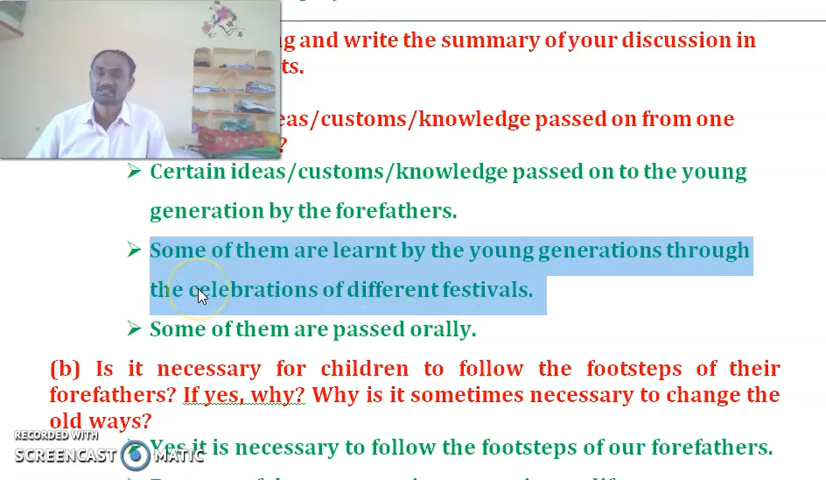 ng and write the summary of your discussion in
ts.
eas/customs/knowledge passed on from one
?
➢ Certain ideas/customs/knowledge passed on to the young
generation by the forefathers.
➢ Some of them are learnt by the young generations through
the celebrations of different festivals.
➢ Some of them are passed orally.
(b) Is it necessary for children to follow the footsteps of their
forefathers? If yes, why? Why is it sometimes necessary to change the
old ways?
RECORDED WITH
SCREENCAST MATIC
Yes it is necessary to follow the footsteps of our forefathers.